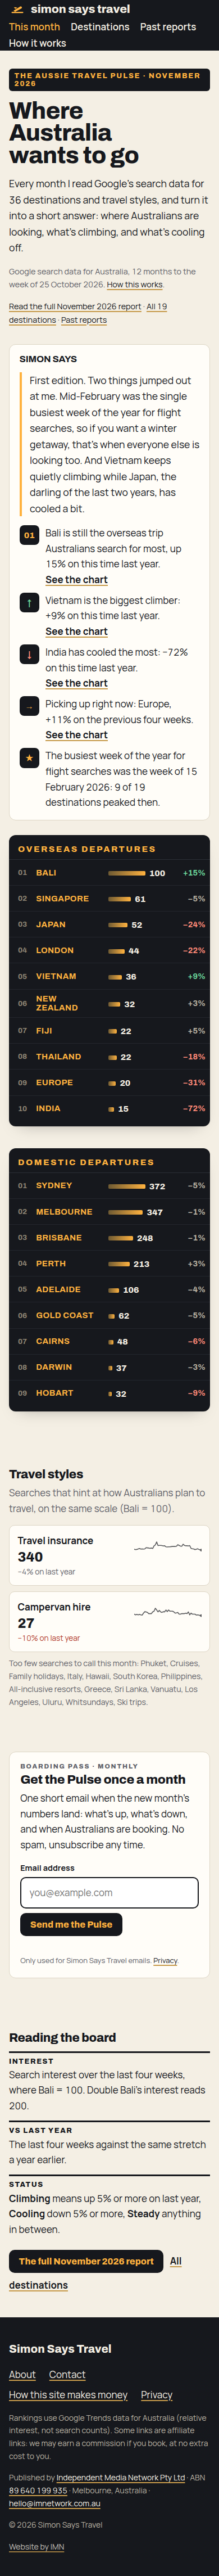 simon says travel
This month Destinations Past reports
How it works
THE AUSSIE TRAVEL PULSE · NOVEMBER
2026
Where
Australia
wants to go
Every month I read Google's search data for
36 destinations and travel styles, and turn it
into a short answer: where Australians are
looking, what's climbing, and what's cooling
off.
Google search data for Australia, 12 months to the
week of 25 October 2026. How this works.
Read the full November 2026 report · All 19
destinations · Past reports
SIMON SAYS
First edition. Two things jumped out
at me. Mid-February was the single
busiest week of the year for flight
searches, so if you want a winter
getaway, that's when everyone else is
looking too. And Vietnam keeps
quietly climbing while Japan, the
darling of the last two years, has
cooled a bit.
01 Bali is still the overseas trip
Australians search for most, up
15% on this time last year.
See the chart
↑ Vietnam is the biggest climber:
+9% on this time last year.
See the chart
↓ India has cooled the most: −72%
on this time last year.
See the chart
→ Picking up right now: Europe,
+11% on the previous four weeks.
See the chart
★ The busiest week of the year for
flight searches was the week of 15
February 2026: 9 of 19
destinations peaked then.
OVERSEAS DEPARTURES
01 BALI 100 +15%
02 SINGAPORE 61 −5%
03 JAPAN 52 −24%
04 LONDON 44 −22%
05 VIETNAM 36 +9%
06 NEW ZEALAND 32 +3%
07 FIJI 22 +5%
08 THAILAND 22 −18%
09 EUROPE 20 −31%
10 INDIA 15 −72%
DOMESTIC DEPARTURES
01 SYDNEY 372 −5%
02 MELBOURNE 347 −1%
03 BRISBANE 248 −1%
04 PERTH 213 +3%
05 ADELAIDE 106 −4%
06 GOLD COAST 62 −5%
07 CAIRNS 48 −6%
08 DARWIN 37 −3%
09 HOBART 32 −9%
Travel styles
Searches that hint at how Australians plan to
travel, on the same scale (Bali = 100).
Travel insurance
340
−4% on last year
Campervan hire
27
−10% on last year
Too few searches to call this month: Phuket, Cruises,
Family holidays, Italy, Hawaii, South Korea, Philippines,
All-inclusive resorts, Greece, Sri Lanka, Vanuatu, Los
Angeles, Uluru, Whitsundays, Ski trips.
BOARDING PASS · MONTHLY
Get the Pulse once a month
One short email when the new month's
numbers land: what's up, what's down,
and when Australians are booking. No
spam, unsubscribe any time.
Email address
you@example.com
Send me the Pulse
Only used for Simon Says Travel emails. Privacy.
Reading the board
INTEREST
Search interest over the last four weeks,
where Bali = 100. Double Bali's interest reads
200.
VS LAST YEAR
The last four weeks against the same stretch
a year earlier.
STATUS
Climbing means up 5% or more on last year,
Cooling down 5% or more, Steady anything
in between.
The full November 2026 report All
destinations
Simon Says Travel
About Contact
How this site makes money Privacy
Rankings use Google Trends data for Australia (relative
interest, not search counts). Some links are affiliate
links: we may earn a commission if you book, at no extra
cost to you.
Published by Independent Media Network Pty Ltd · ABN
89 640 199 935 · Melbourne, Australia ·
hello@imnetwork.com.au
© 2026 Simon Says Travel
Website by IMN